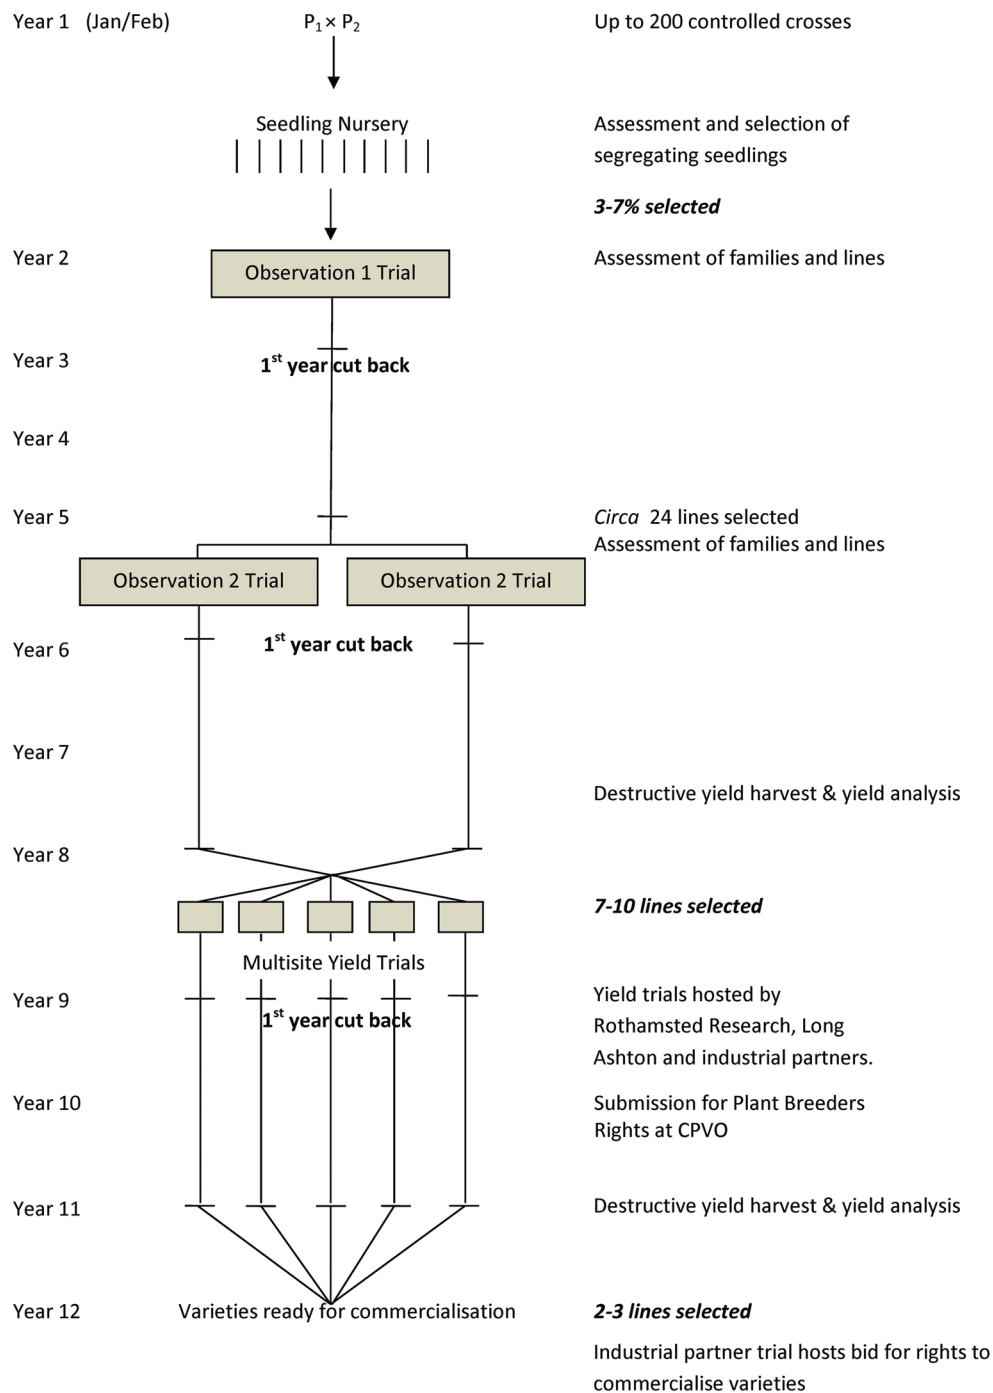 Year 1 (Jan/Feb) P1 × P2 Up to 200 controlled crosses
Seedling Nursery Assessment and selection of
segregating seedlings
3-7% selected
Year 2 Assessment of families and lines
Observation 1 Trial
Year 3
1st year cut back
Year 4
Year 5 Circa 24 lines selected
Assessment of families and lines
Observation 2 Trial Observation 2 Trial
1st year cut back
Year 6
Year 7
Destructive yield harvest & yield analysis
Year 8
7-10 lines selected
Multisite Yield Trials
Year 9 Yield trials hosted by
1st year cut back Rothamsted Research, Long
Ashton and industrial partners.
Year 10 Submission for Plant Breeders
Rights at CPVO
Year 11 Destructive yield harvest & yield analysis
Year 12 Varieties ready for commercialisation 2-3 lines selected
Industrial partner trial hosts bid for rights to
commercialise varieties